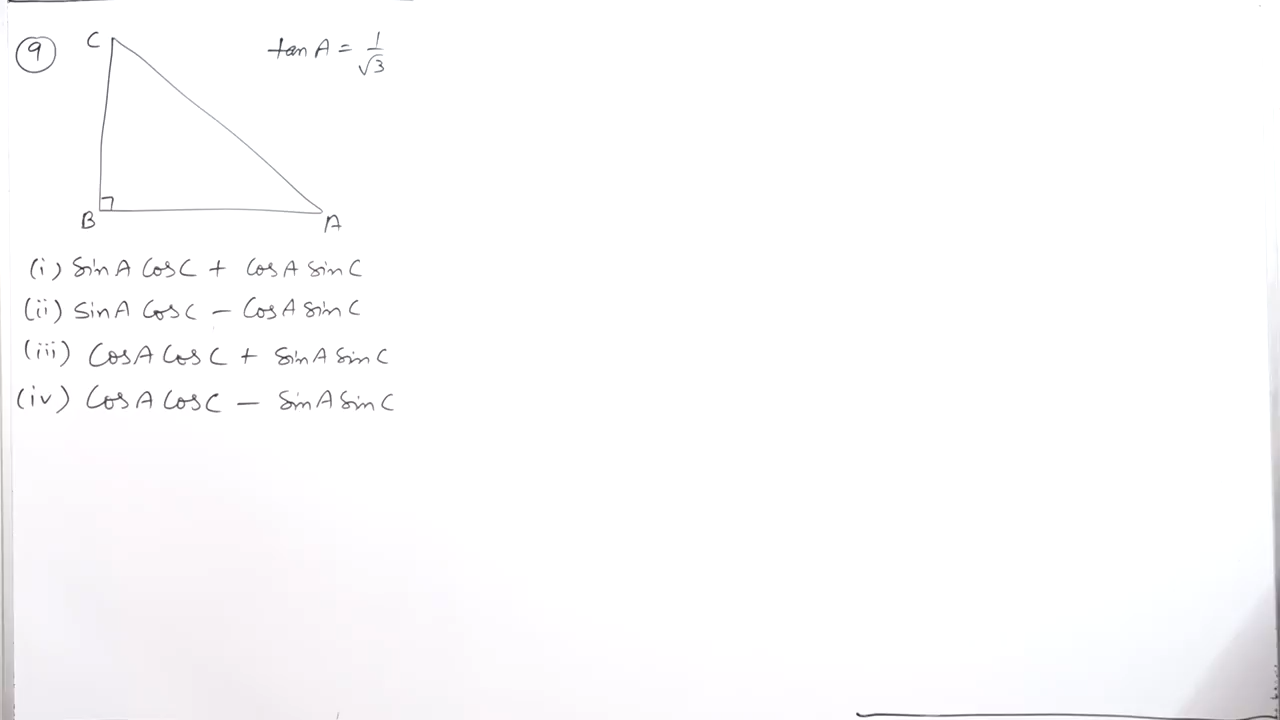 9
C
tan A = 1/√3
B
A
(i) Sin A Cos C + Cos A Sin C
(ii) Sin A Cos C - Cos A Sin C
(iii) Cos A Cos C + Sin A Sin C
(iv) Cos A Cos C - Sin A Sin C